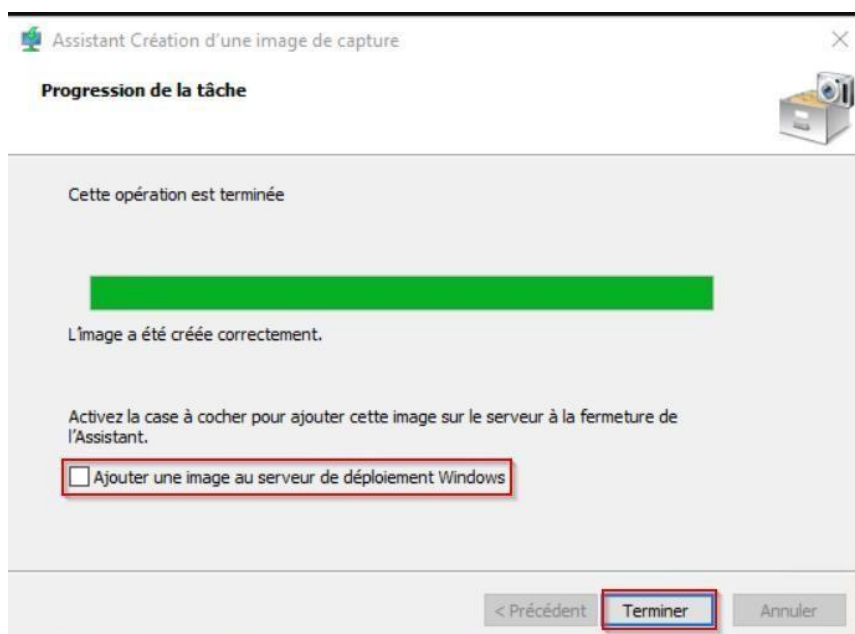 Assistant Création d'une image de capture
Progression de la tâche
Cette opération est terminée
L'image a été créée correctement.
Activez la case à cocher pour ajouter cette image sur le serveur à la fermeture de
l'Assistant.
Ajouter une image au serveur de déploiement Windows
< Précédent Terminer Annuler